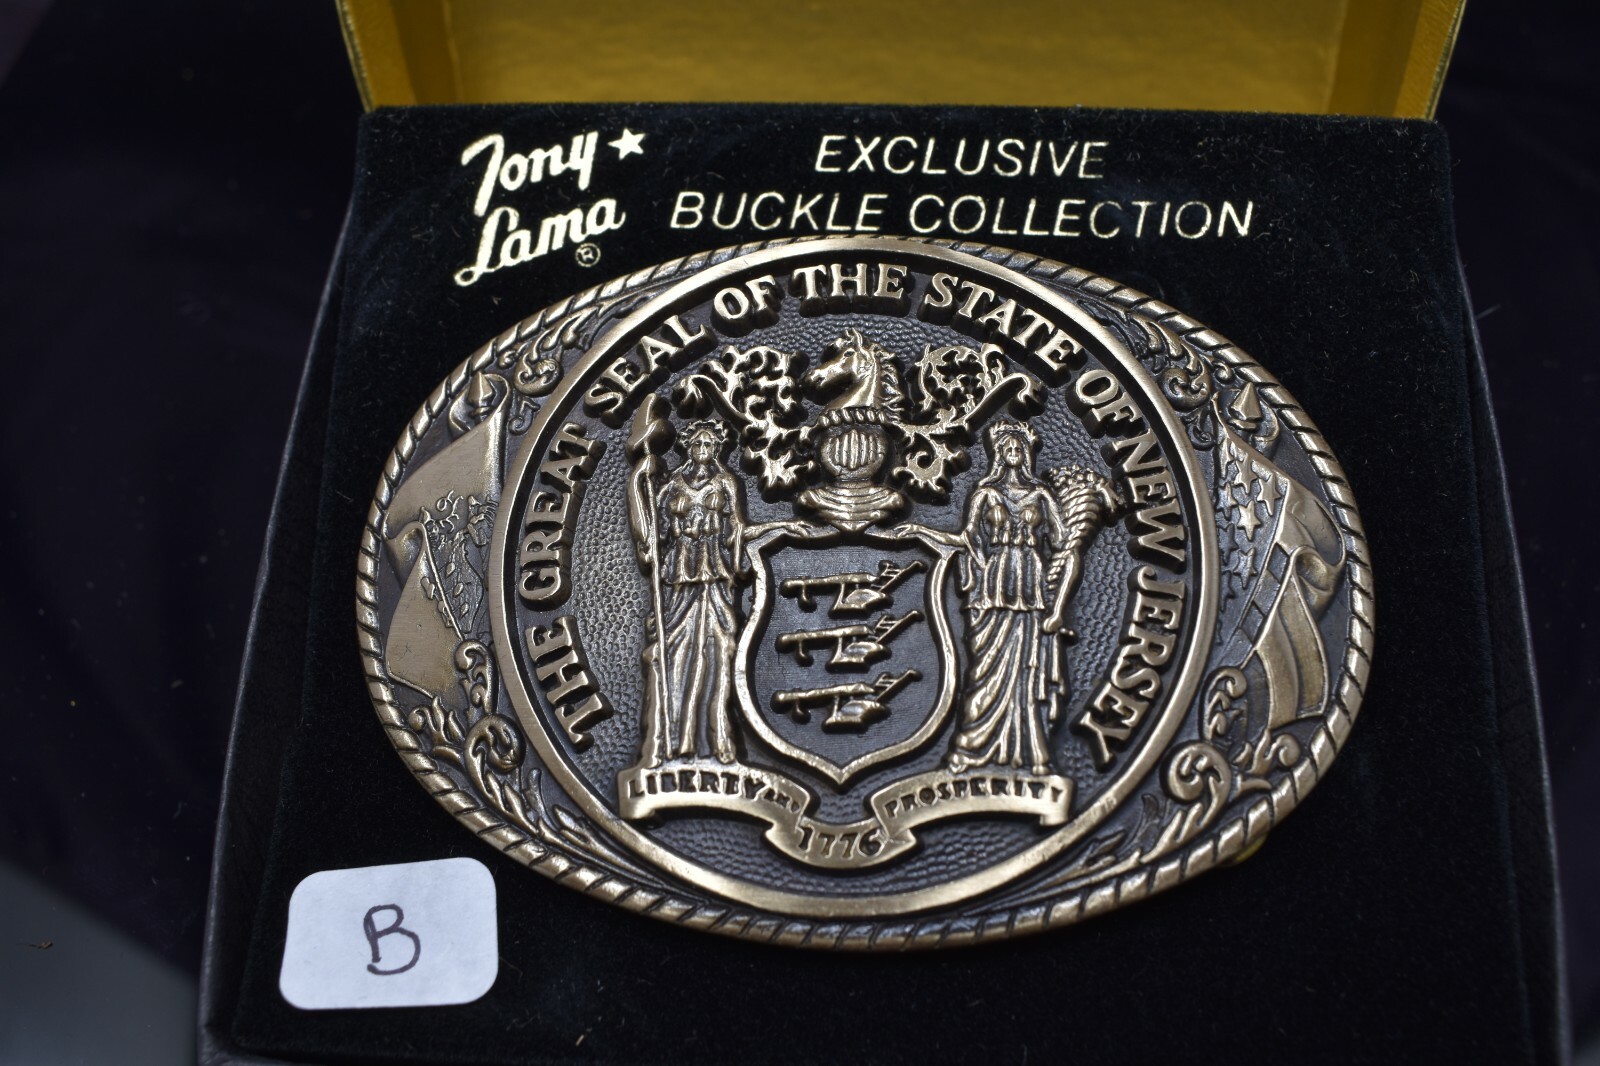 Tony
Lama
®
EXCLUSIVE
BUCKLE COLLECTION
THE GREAT SEAL OF THE STATE OF NEW JERSEY
LIBERTY AND PROSPERITY
1776
B